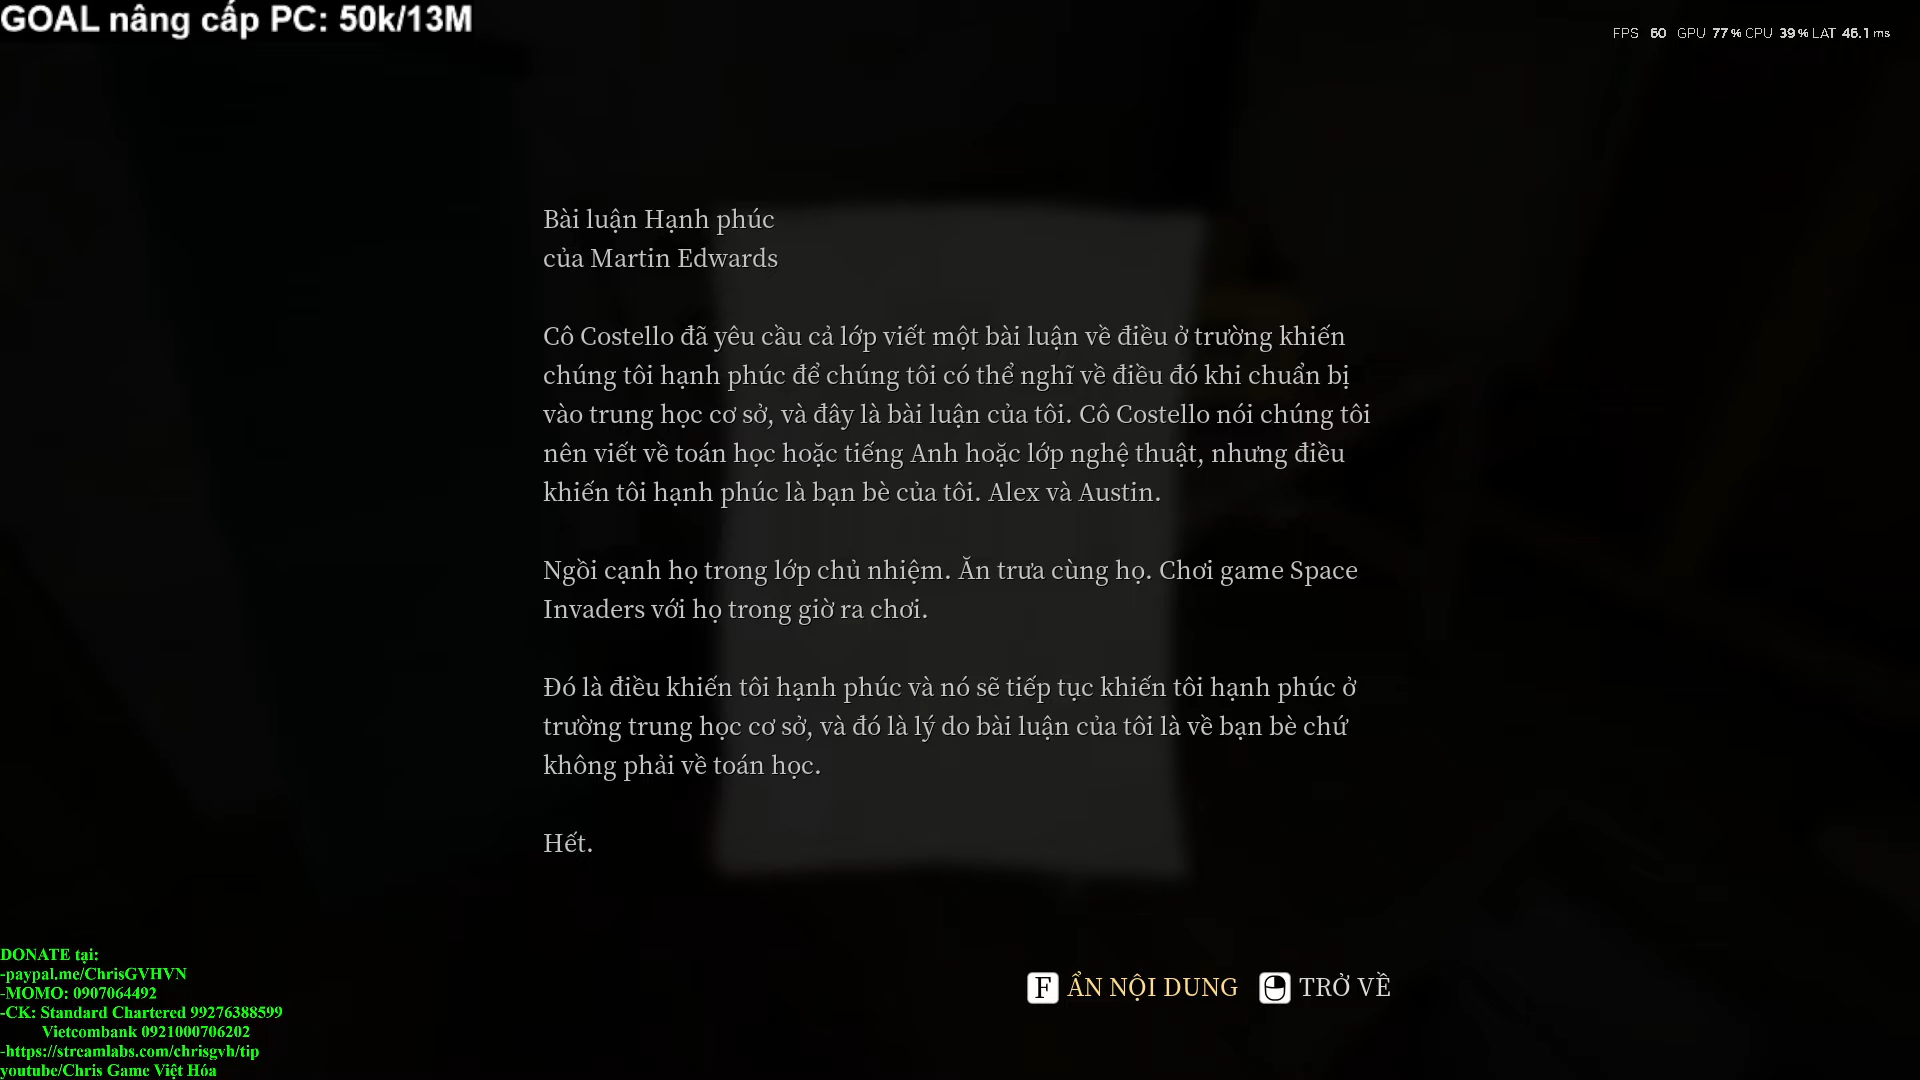 GOAL nâng cấp PC: 50k/13M
FPS 60 GPU 77% CPU 39% LAT 46.1 ms
Bài luận Hạnh phúc
của Martin Edwards
Cô Costello đã yêu cầu cả lớp viết một bài luận về điều ở trường khiến
chúng tôi hạnh phúc để chúng tôi có thể nghĩ về điều đó khi chuẩn bị
vào trung học cơ sở, và đây là bài luận của tôi. Cô Costello nói chúng tôi
nên viết về toán học hoặc tiếng Anh hoặc lớp nghệ thuật, nhưng điều
khiến tôi hạnh phúc là bạn bè của tôi. Alex và Austin.
Ngồi cạnh họ trong lớp chủ nhiệm. Ăn trưa cùng họ. Chơi game Space
Invaders với họ trong giờ ra chơi.
Đó là điều khiến tôi hạnh phúc và nó sẽ tiếp tục khiến tôi hạnh phúc ở
trường trung học cơ sở, và đó là lý do bài luận của tôi là về bạn bè chứ
không phải về toán học.
Hết.
F ẨN NỘI DUNG TRỞ VỀ
DONATE tại:
-paypal.me/ChrisGVHVN
-MOMO: 0907064492
-CK: Standard Chartered 99276388599
Vietcombank 0921000706202
-https://streamlabs.com/chrisgvh/tip
youtube/Chris Game Việt Hóa